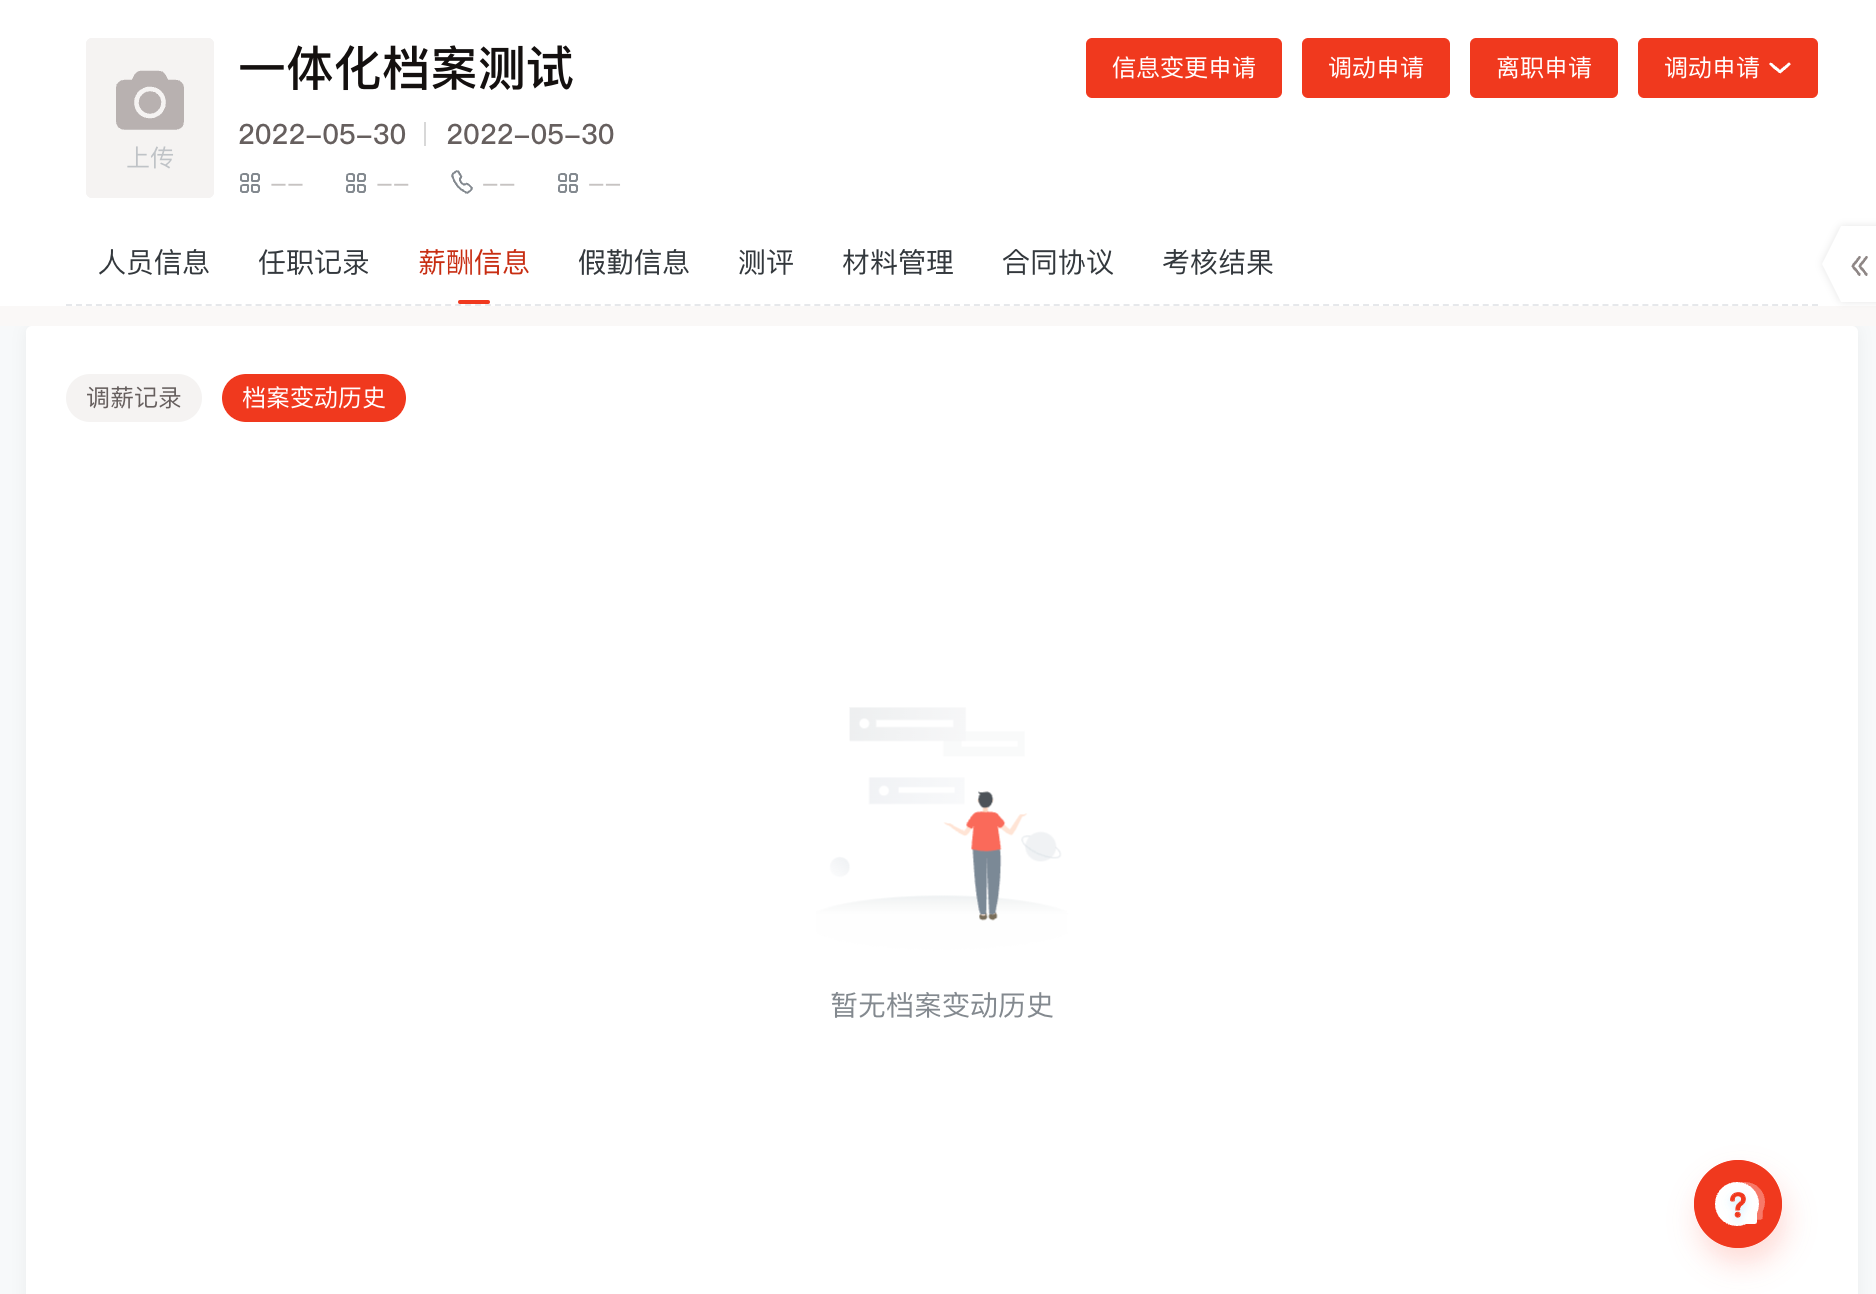 一体化档案测试
信息变更申请 调动申请 离职申请 调动申请
上传
2022-05-30 2022-05-30
-- -- -- --
人员信息 任职记录 薪酬信息 假勤信息 测评 材料管理 合同协议 考核结果
调薪记录 档案变动历史
暂无档案变动历史
?